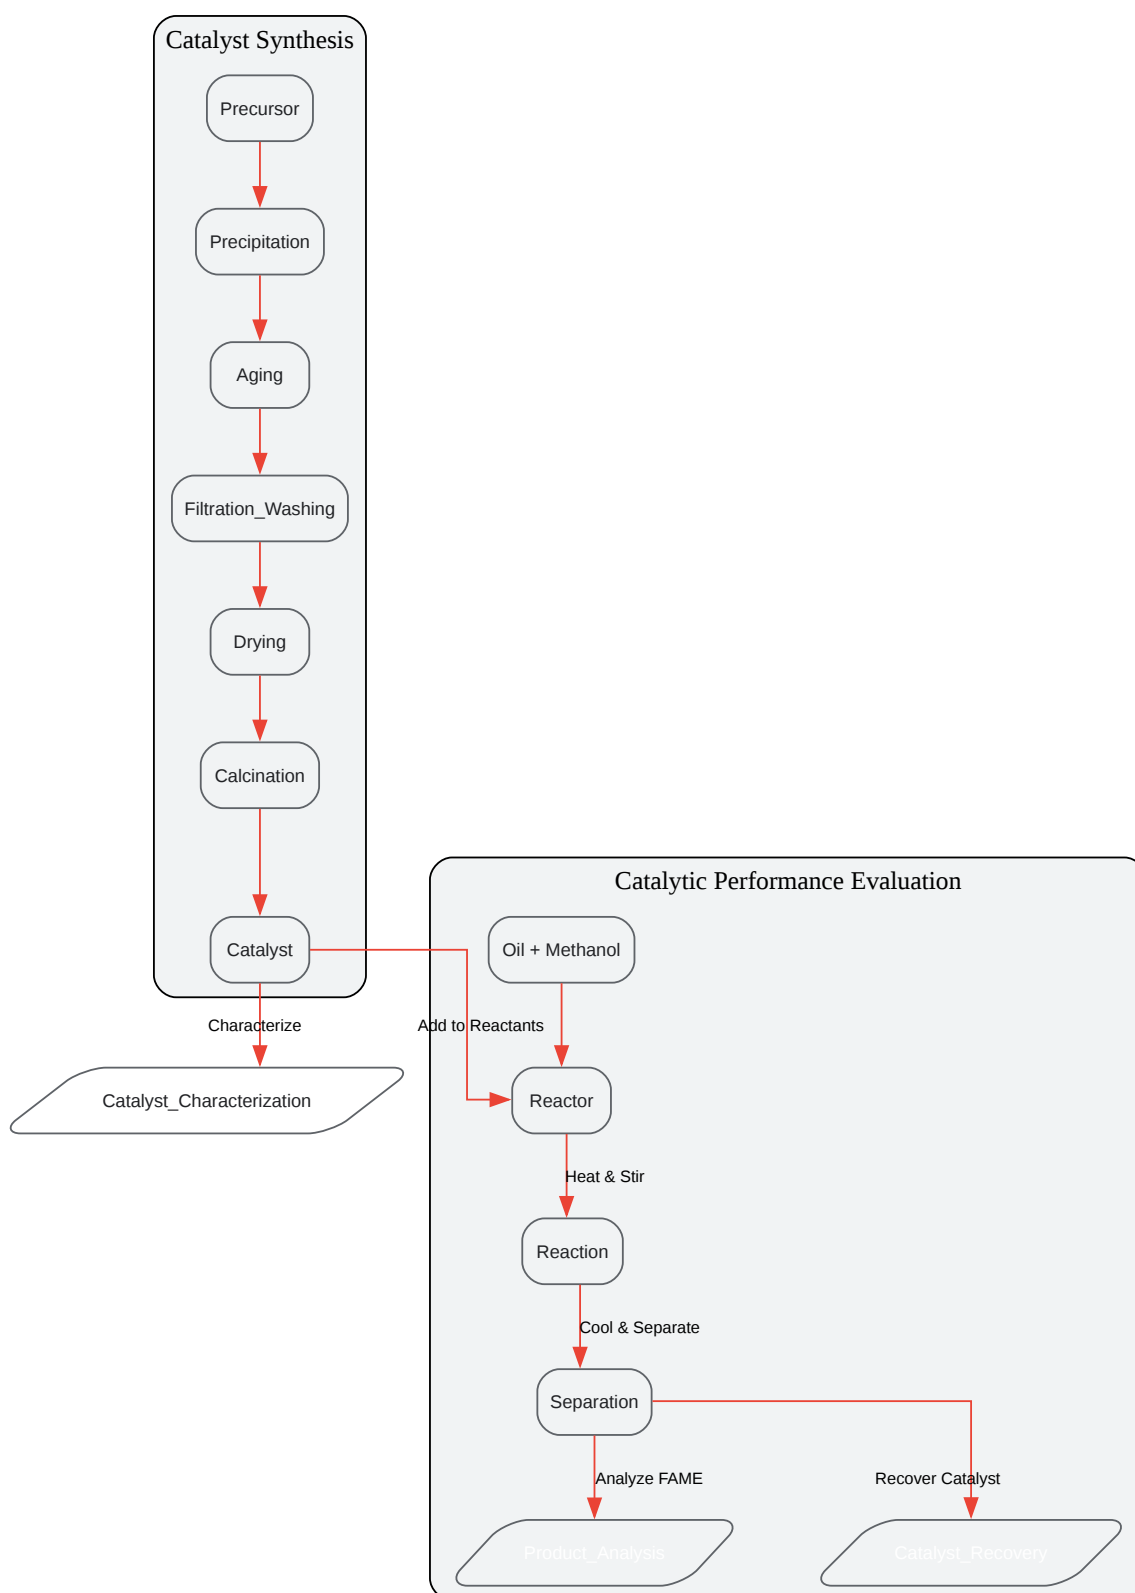 Catalyst Synthesis
Precursor
Precipitation
Aging
Filtration_Washing
Drying
Calcination
Catalytic Performance Evaluation
Catalyst
Oil + Methanol
Characterize
Add to Reactants
Catalyst_Characterization
Reactor
Heat & Stir
Reaction
Cool & Separate
Separation
Analyze FAME
Recover Catalyst
Product_Analysis
Catalyst_Recovery